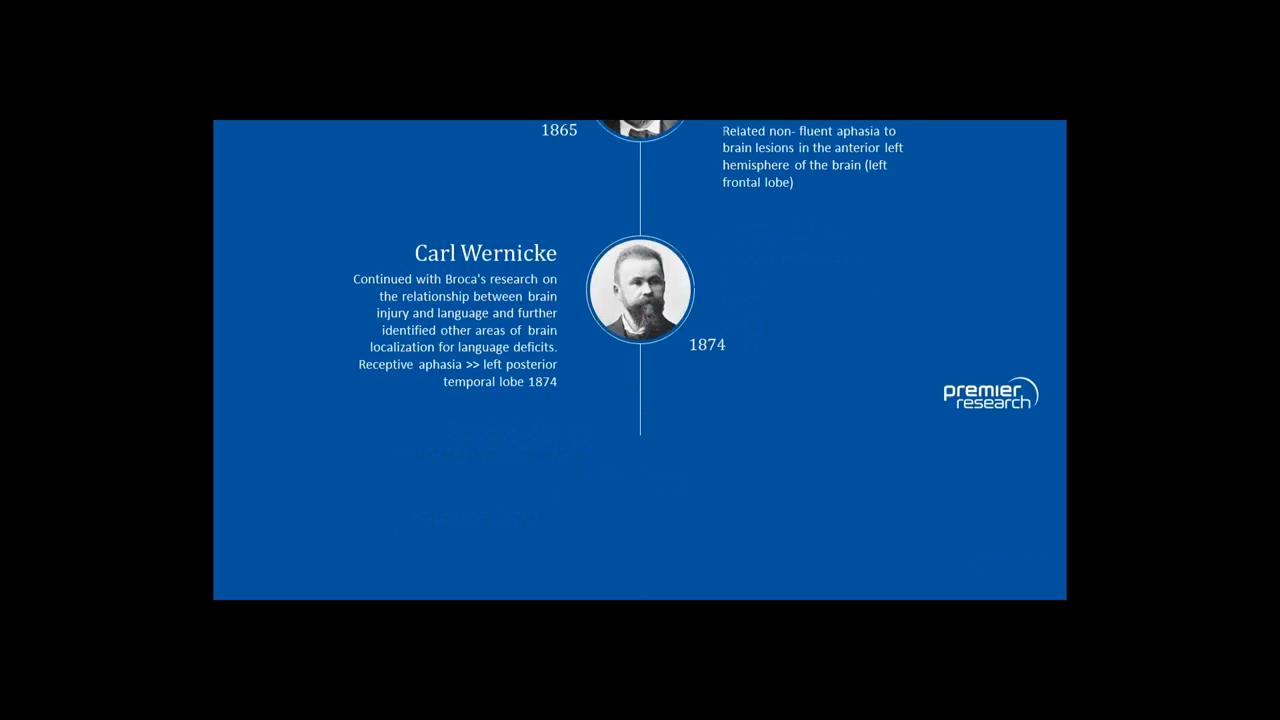 1865
Related non- fluent aphasia to
brain lesions in the anterior left
hemisphere of the brain (left
frontal lobe)
Carl Wernicke
Continued with Broca's research on
the relationship between brain
injury and language and further
identified other areas of brain
localization for language deficits.
Receptive aphasia >> left posterior
temporal lobe 1874
1874
premier
research